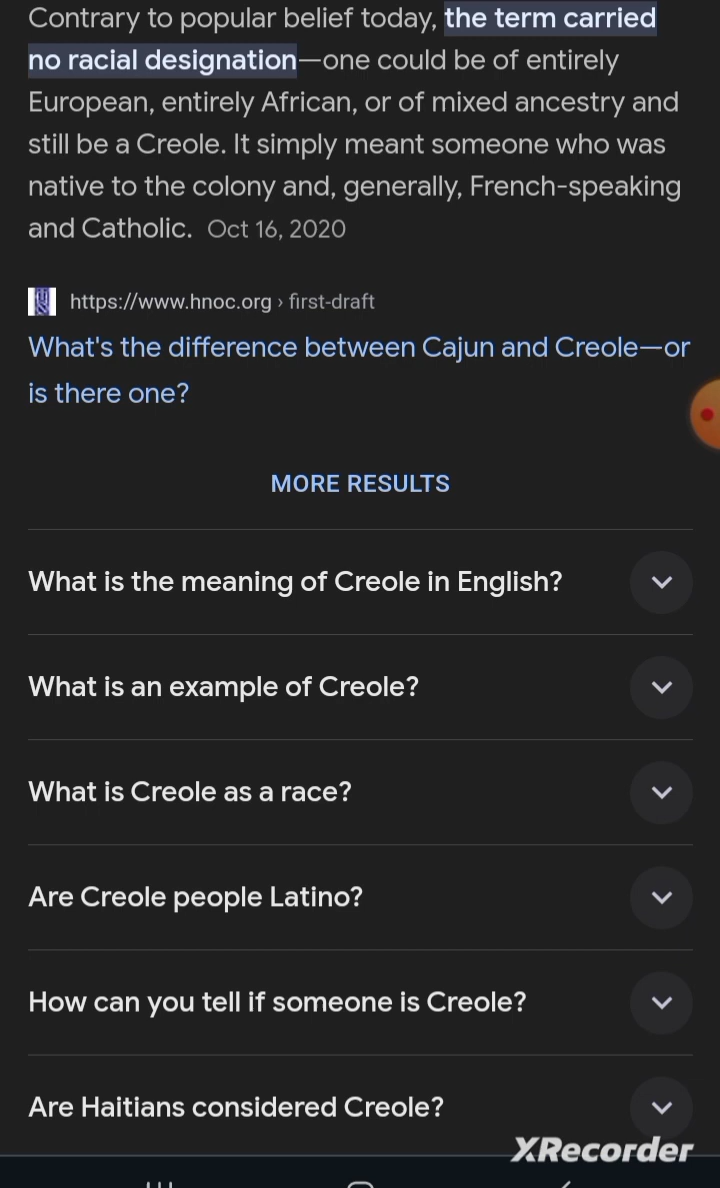 Contrary to popular belief today, the term carried
no racial designation—one could be of entirely
European, entirely African, or of mixed ancestry and
still be a Creole. It simply meant someone who was
native to the colony and, generally, French-speaking
and Catholic. Oct 16, 2020
https://www.hnoc.org › first-draft
What's the difference between Cajun and Creole—or
is there one?
MORE RESULTS
What is the meaning of Creole in English?
What is an example of Creole?
What is Creole as a race?
Are Creole people Latino?
How can you tell if someone is Creole?
Are Haitians considered Creole?
XRecorder